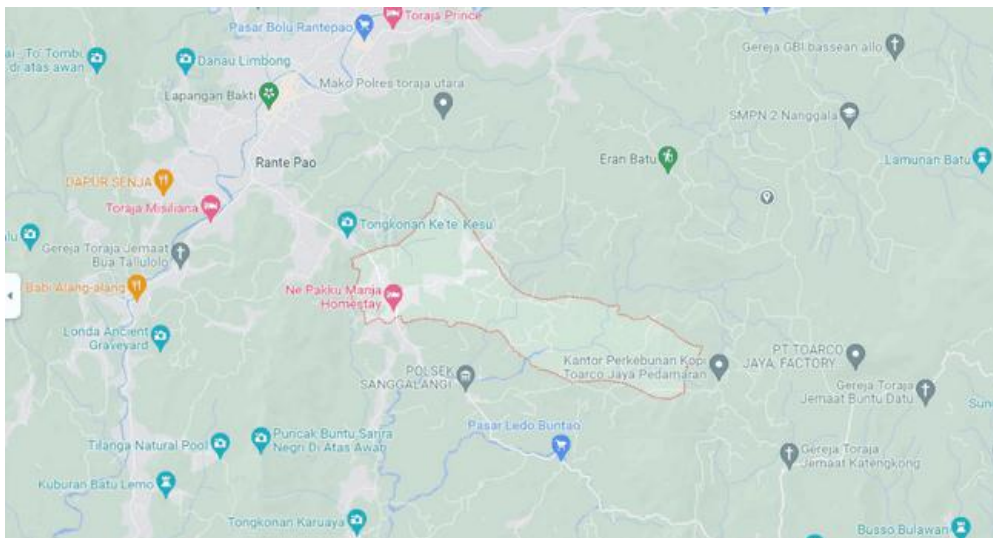 Toraja Prince
Pasar Bolu Rantepao
To' Tombi
di atas awan
Danau Limbong
Gereja GBI bassean allo
Lapangan Bakti
Mako Polres toraja utara
SMPN 2 Nanggala
Rante Pao
Eran Batu
Lamunan Batu
DAPUR SENJA
Toraja Misiliana
Tongkonan Ke'te' Kesu'
Gereja Toraja Jemaat
Bua Tallulolo
Babi Alang-alang
Ne Pakku Manja
Homestay
Londa Ancient
Graveyard
POLSEK
SANGGALANGI
Kantor Perkebunan Kopi
Toarco Jaya Pedamaran
PT TOARCO
JAYA, FACTORY.
Gereja Toraja
Jemaat Buntu Datu
Pasar Ledo Buntao
Tilanga Natural Pool
Puncak Buntu Sarira
Negri Di Atas Awan
Gereja Toraja
Jemaat Katengkong
Kuburan Batu Lemo
Tongkonan Karuaya
Busso Bulawan